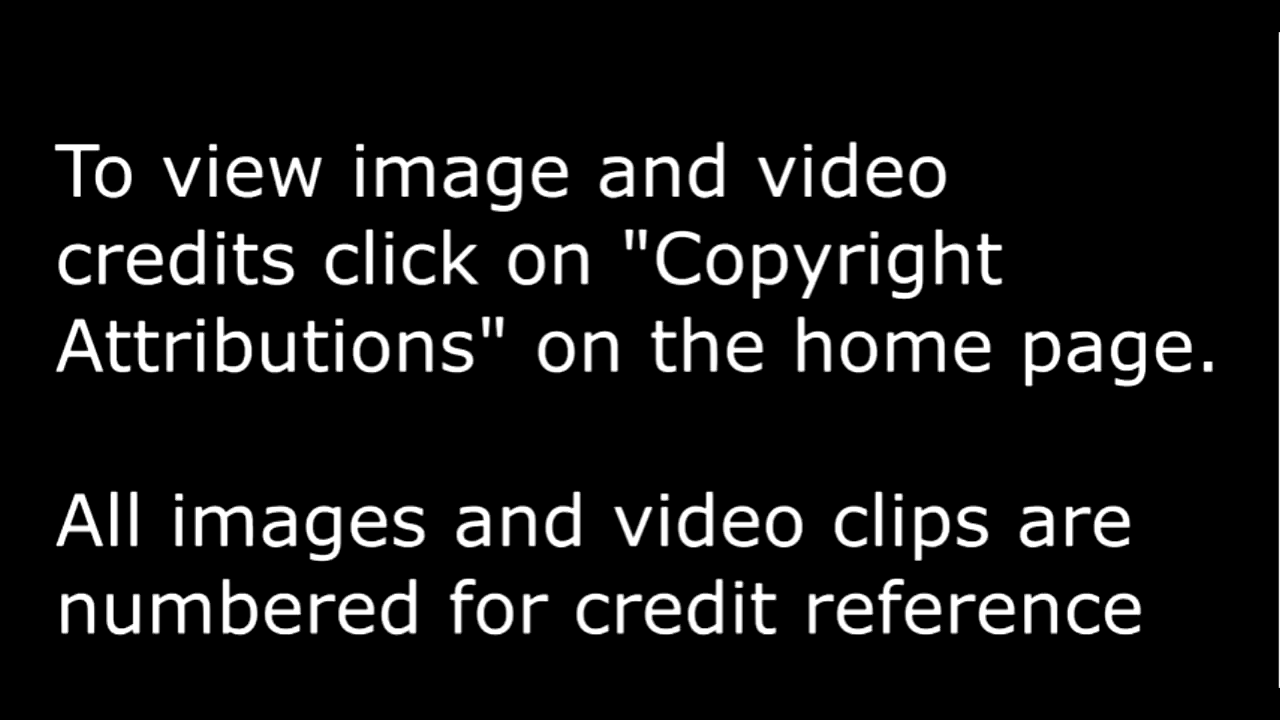 To view image and video
credits click on "Copyright
Attributions" on the home page.
All images and video clips are
numbered for credit reference